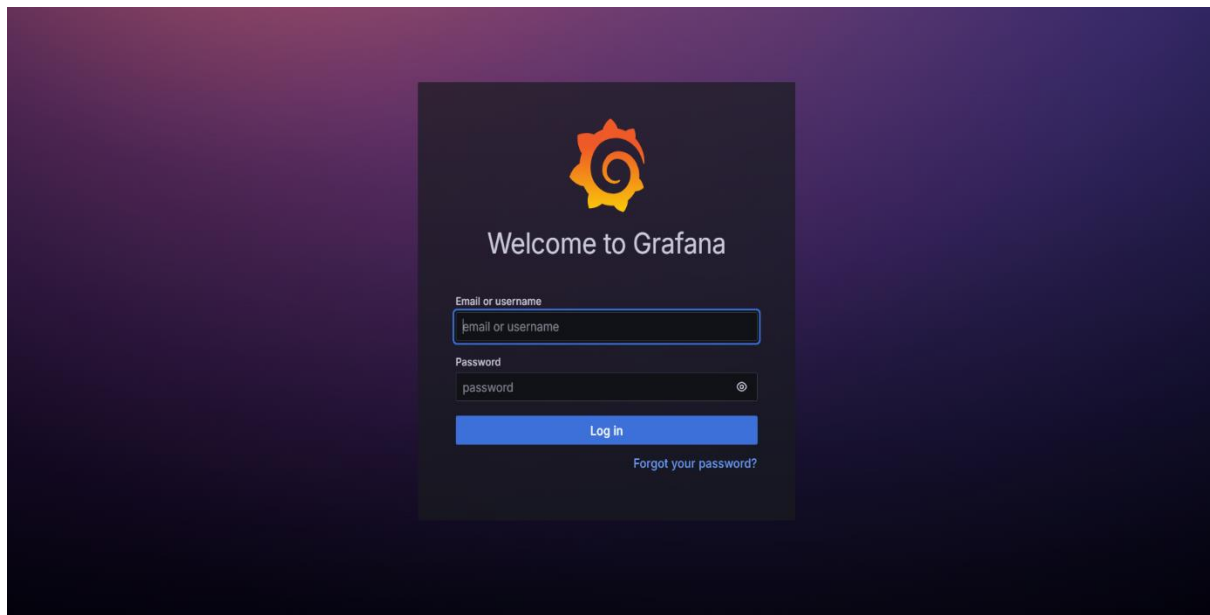 Welcome to Grafana
Email or username
email or username
Password
password
Log in
Forgot your password?